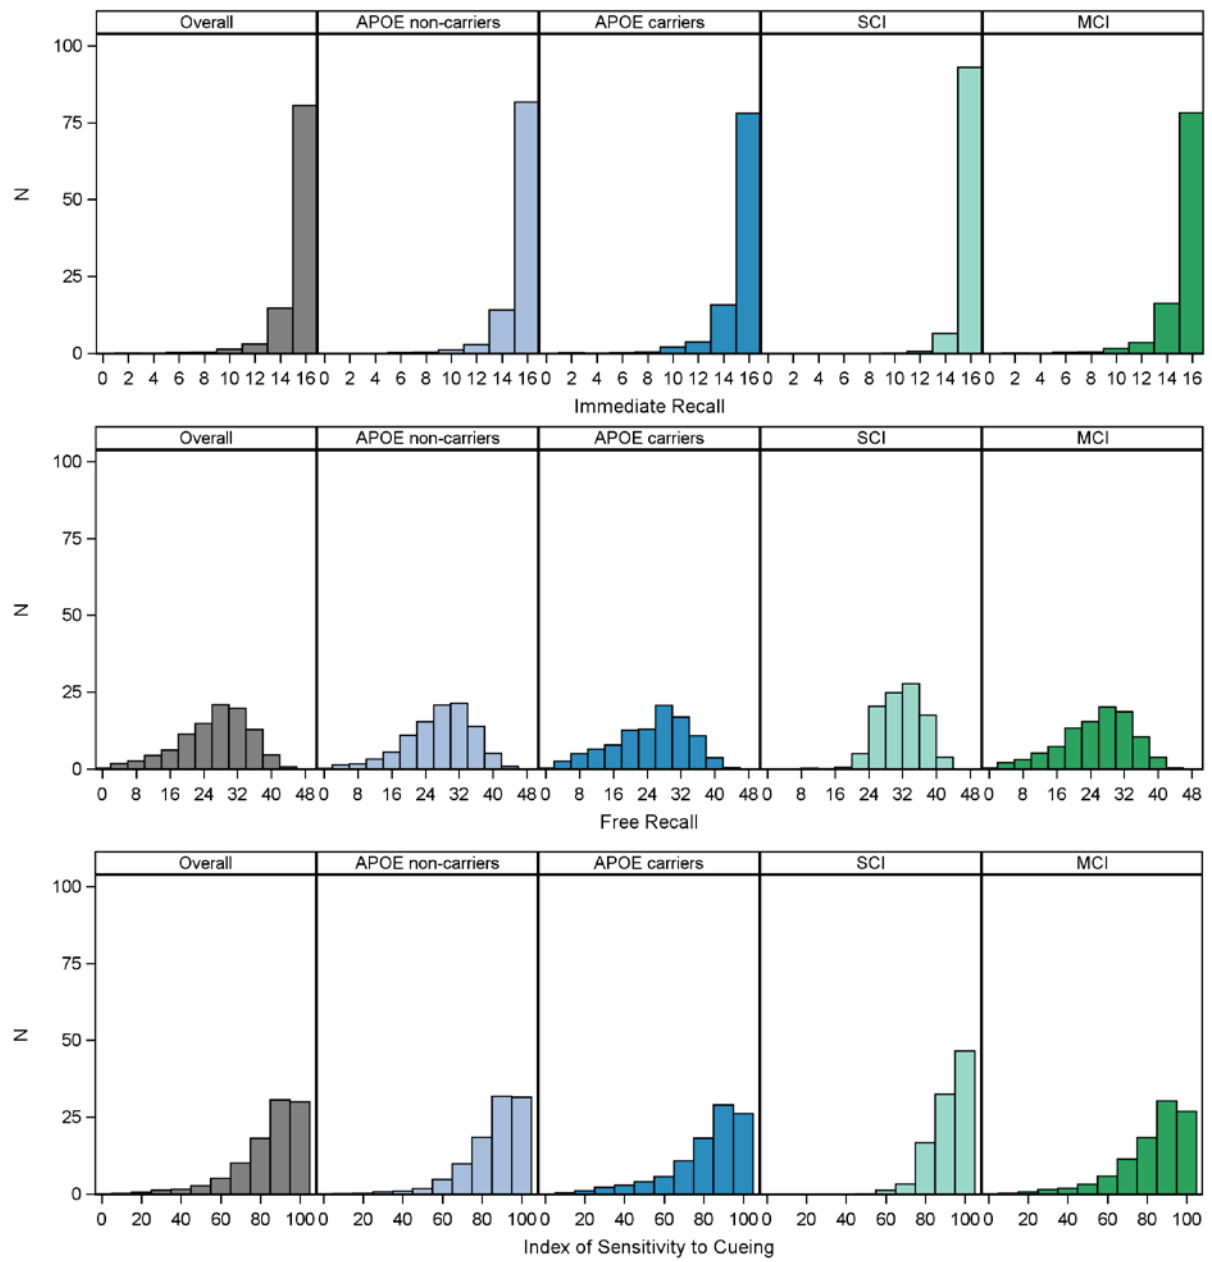 Overall APOE non-carriers APOE carriers SCI MCI
100
75
N
50
25
0
0 2 4 6 8 10 12 14 16 0 2 4 6 8 10 12 14 16 0 2 4 6 8 10 12 14 16 0 2 4 6 8 10 12 14 16 0 2 4 6 8 10 12 14 16
Immediate Recall
Overall APOE non-carriers APOE carriers SCI MCI
100
75
N
50
25
0
0 8 16 24 32 40 48 0 8 16 24 32 40 48 0 8 16 24 32 40 48 0 8 16 24 32 40 48 0 8 16 24 32 40 48
Free Recall
Overall APOE non-carriers APOE carriers SCI MCI
100
75
N
50
25
0
0 20 40 60 80 100 0 20 40 60 80 100 0 20 40 60 80 100 0 20 40 60 80 100 0 20 40 60 80 100
Index of Sensitivity to Cueing